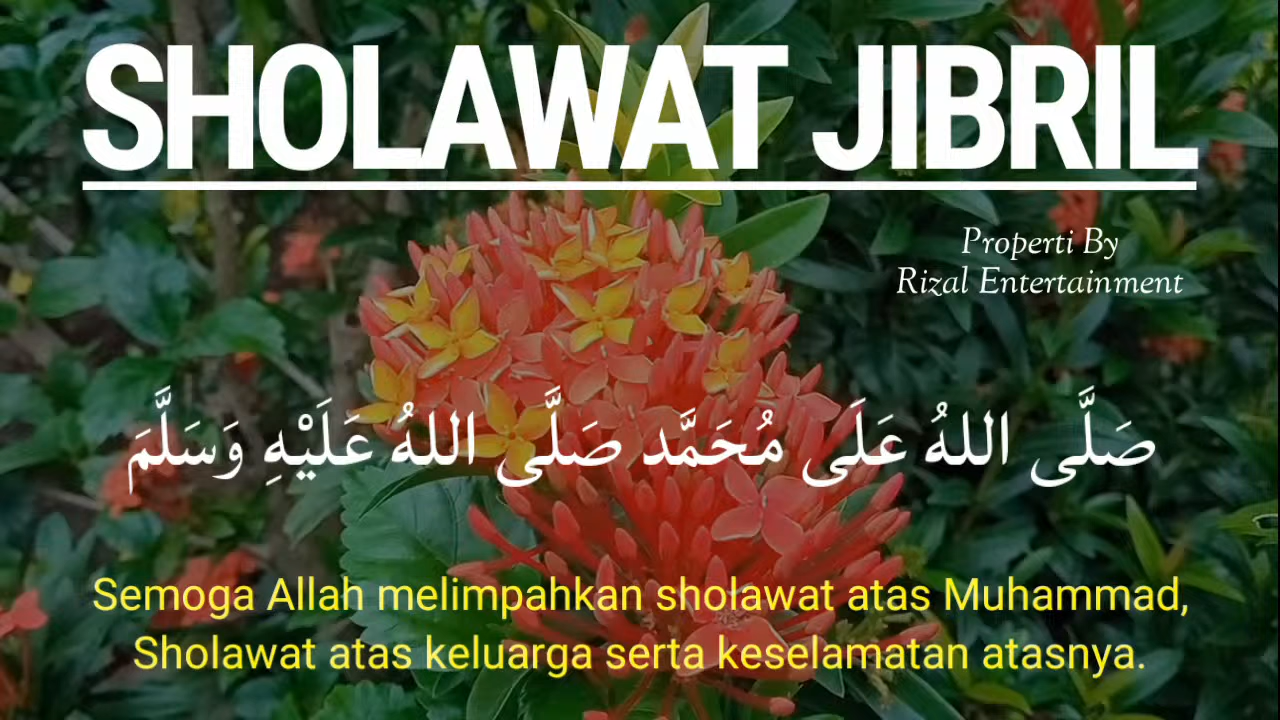 SHOLAWAT JIBRIL
Properti By
Rizal Entertainment
صَلَّى اللهُ عَلَى مُحَمَّد صَلَّى اللهُ عَلَيْهِ وَسَلَّمَ
Semoga Allah melimpahkan sholawat atas Muhammad,
Sholawat atas keluarga serta keselamatan atasnya.